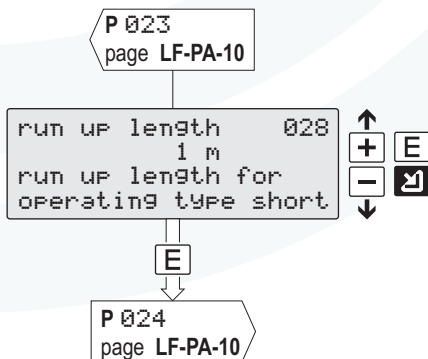 P 023
page LF-PA-10
run up length 028
1 m
run up length for
operating type short
+ E
−
E
P 024
page LF-PA-10